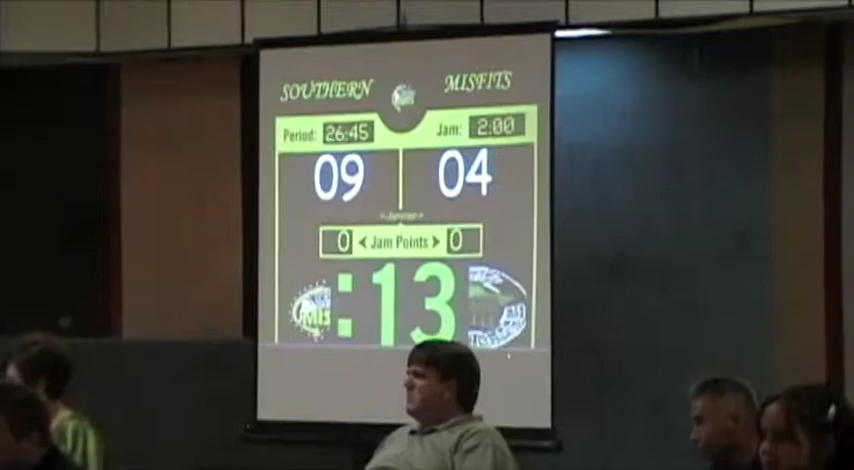 SOUTHERN MISFITS
Period: 26:45 Jam: 2:00
09 04
0 <Jam Points> 0
:13